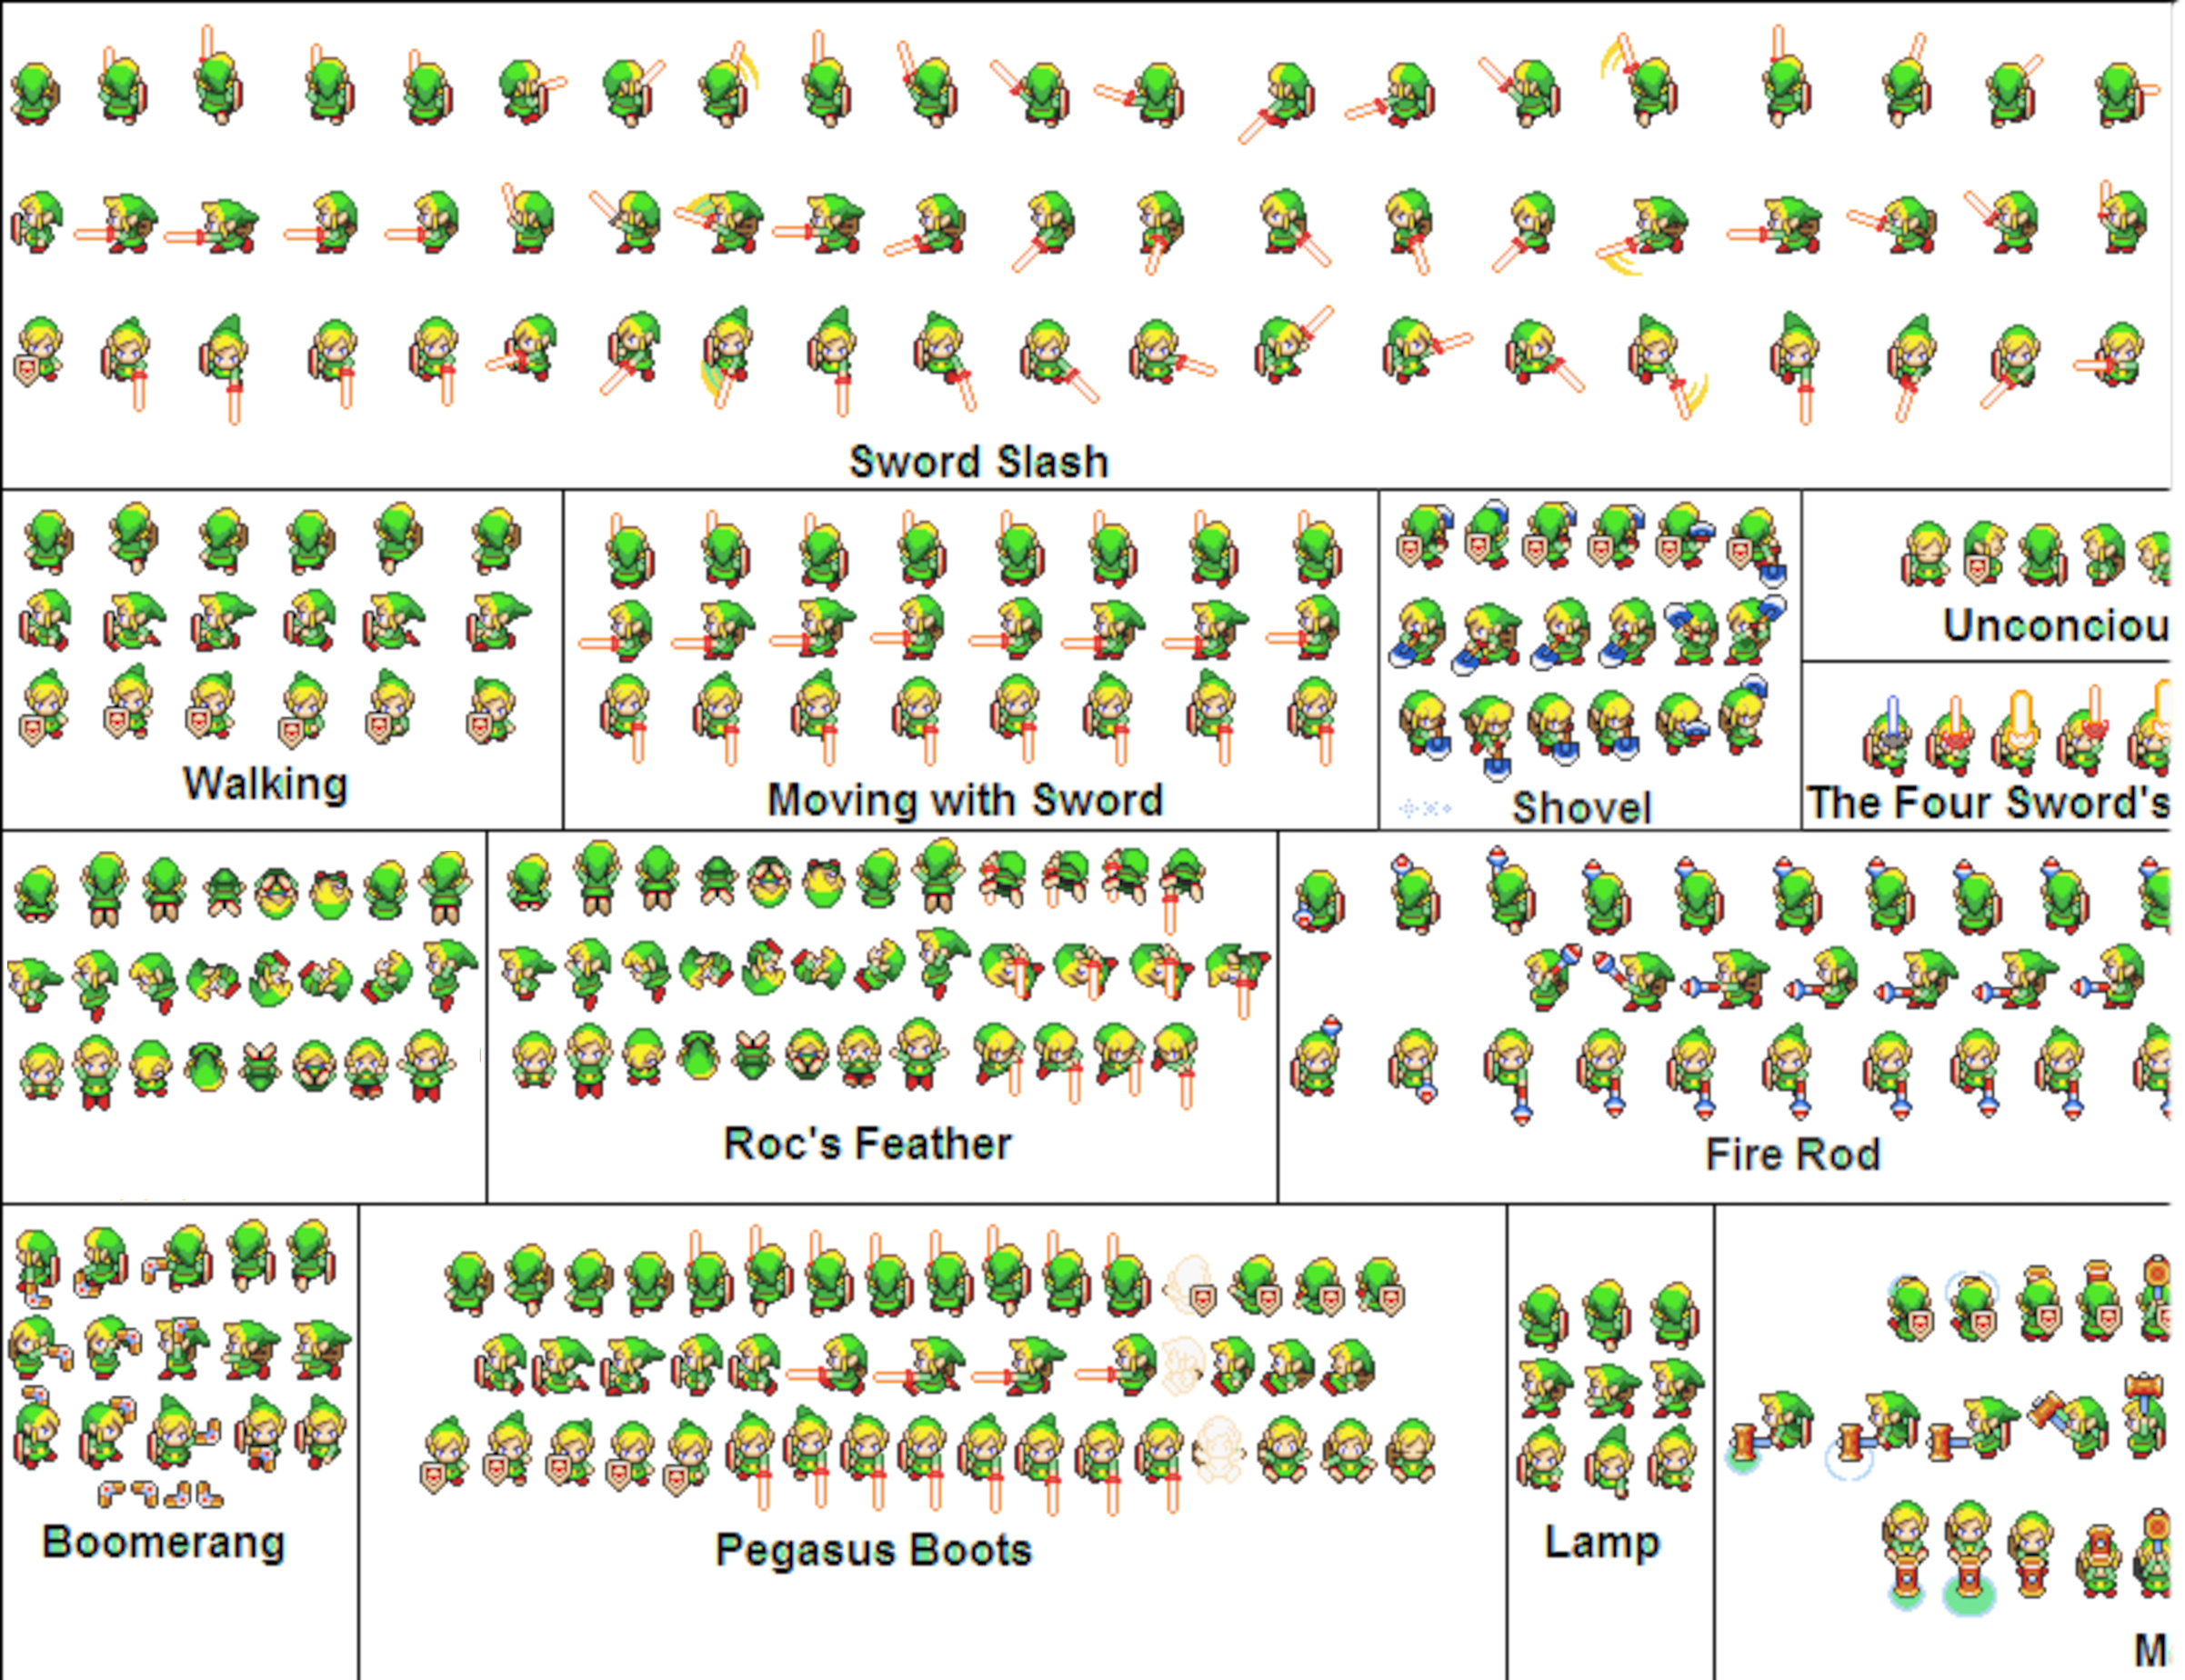 Sword Slash
Walking
Moving with Sword
Shovel
Unconciou
The Four Sword's
Roc's Feather
Fire Rod
Boomerang
Pegasus Boots
Lamp
M